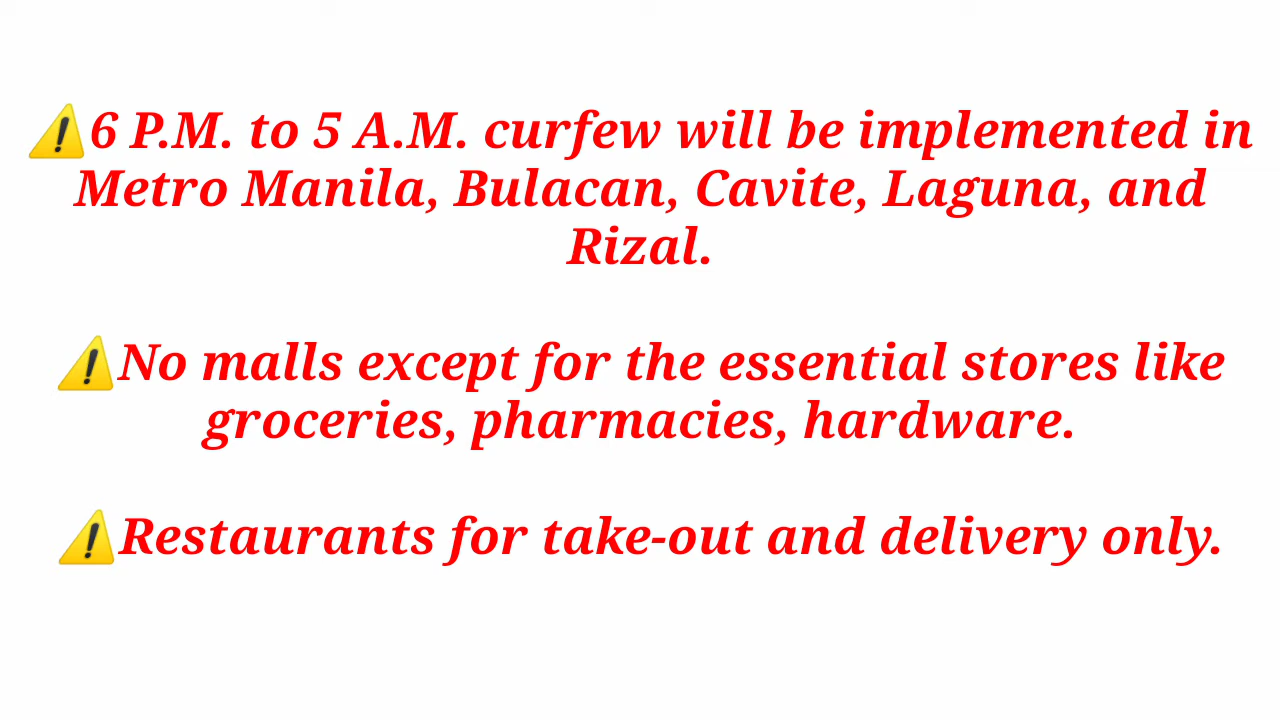 ⚠️6 P.M. to 5 A.M. curfew will be implemented in
Metro Manila, Bulacan, Cavite, Laguna, and
Rizal.
⚠️No malls except for the essential stores like
groceries, pharmacies, hardware.
⚠️Restaurants for take-out and delivery only.